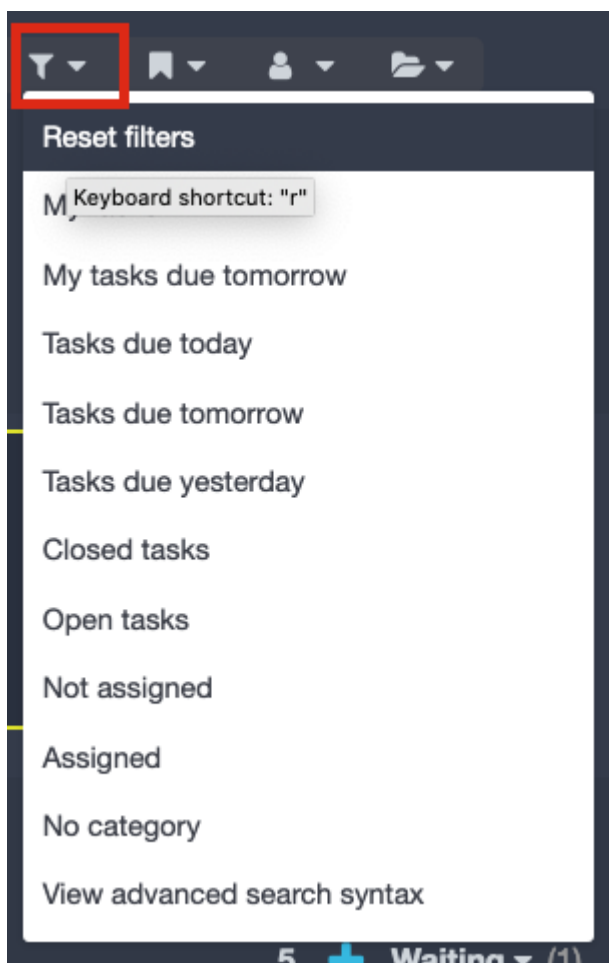 Reset filters
Keyboard shortcut: "r"
My
My tasks due tomorrow
Tasks due today
Tasks due tomorrow
Tasks due yesterday
Closed tasks
Open tasks
Not assigned
Assigned
No category
View advanced search syntax
5 Waiting (1)